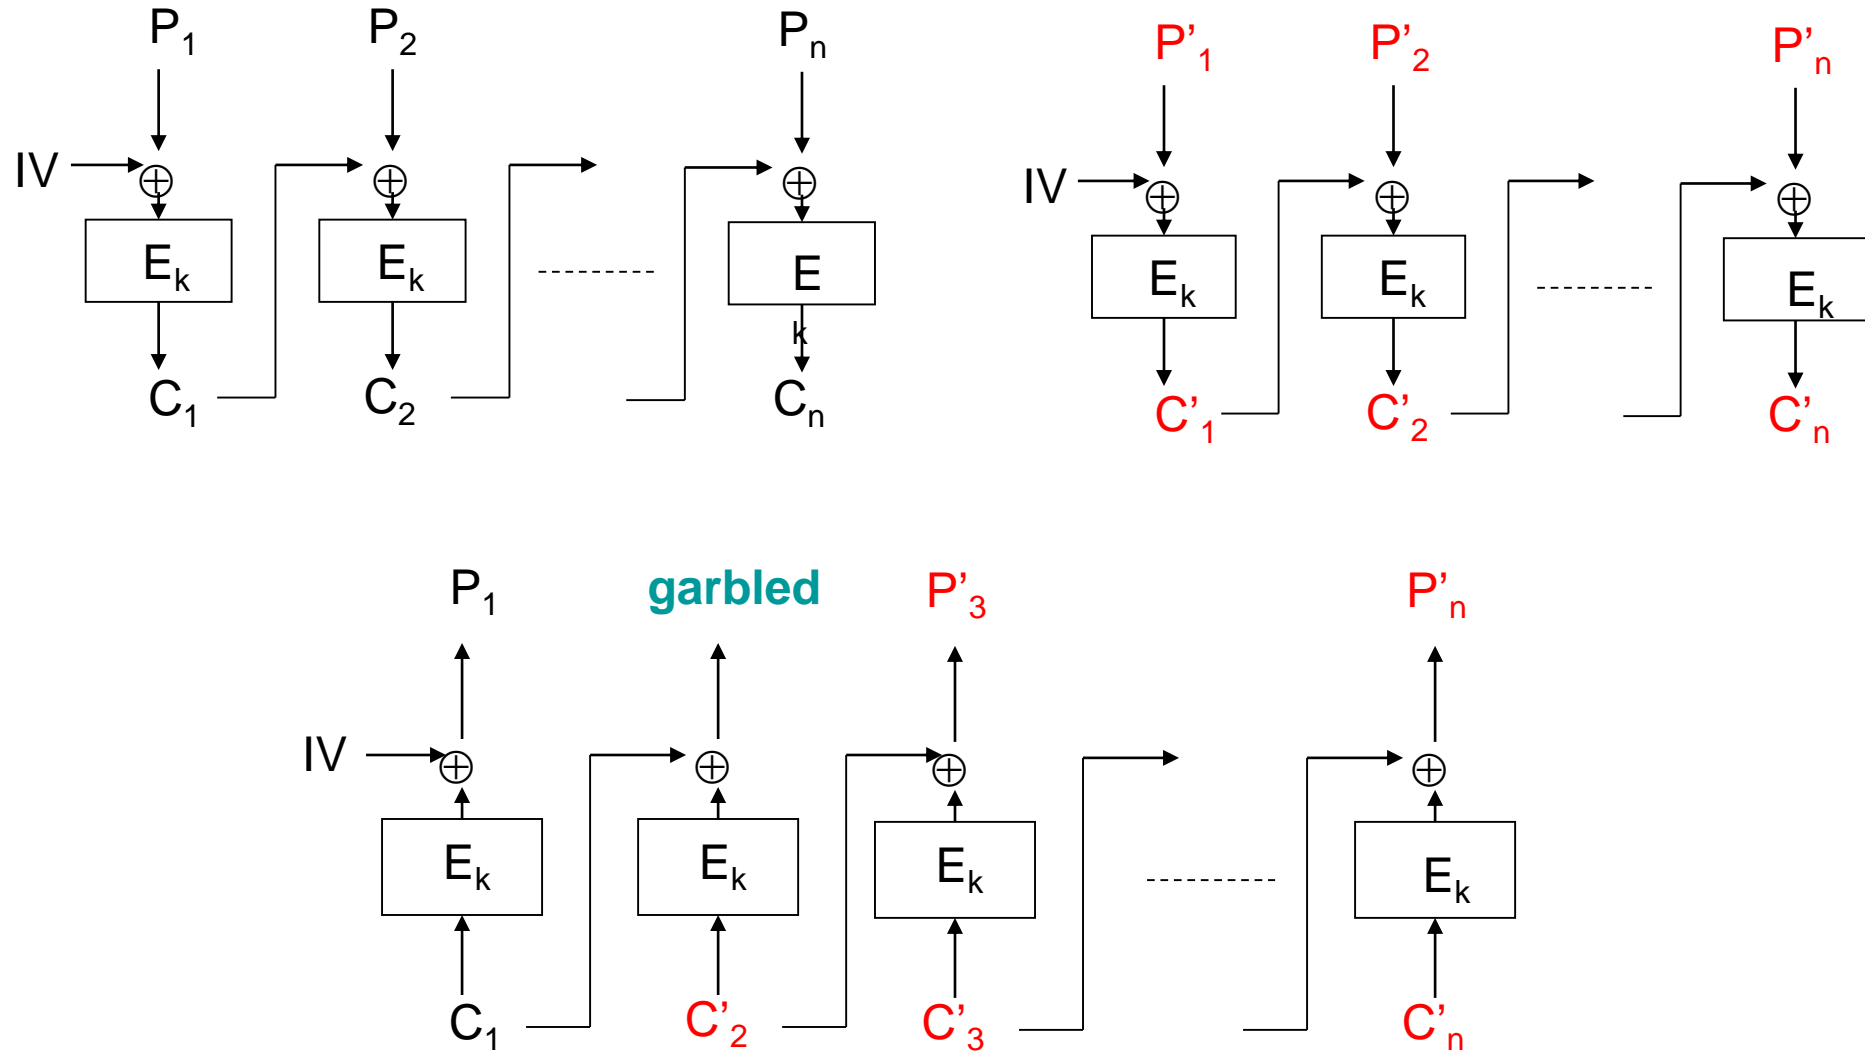 P1 P2 Pn
IV
Ek Ek E
k
C1 C2 Cn
P’1 P’2 P’n
IV
Ek Ek Ek
C’1 C’2 C’n
P1 garbled P’3 P’n
IV
Ek Ek Ek Ek
C1 C’2 C’3 C’n